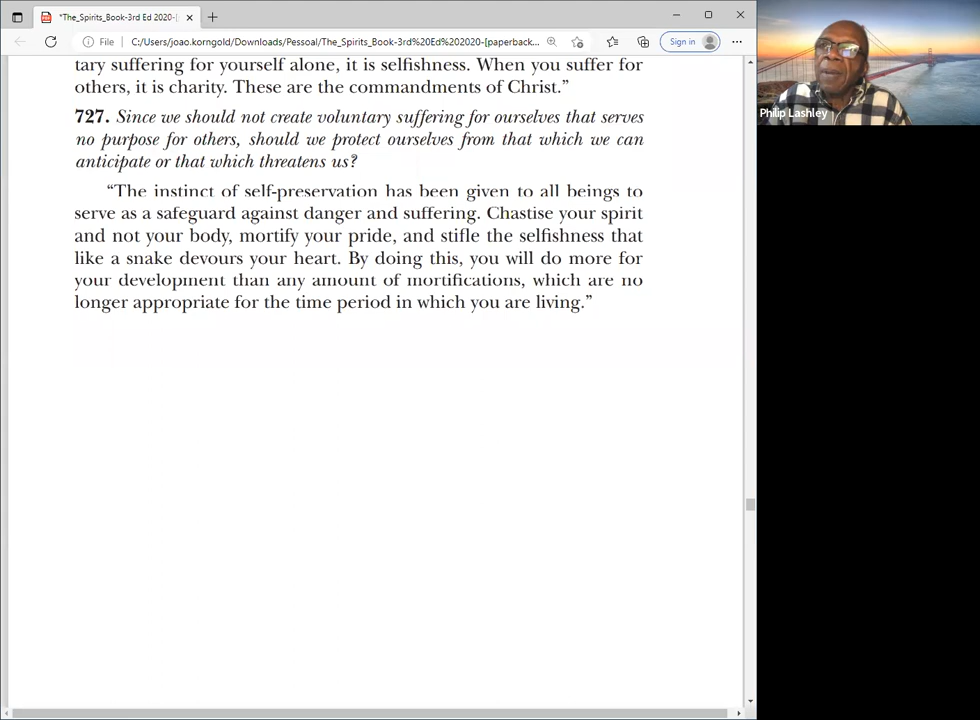 *The_Spirits_Book-3rd Ed 2020-[
File
C:/Users/joao.korngold/Downloads/Pessoal/The_Spirits_Book-3rd%20Ed%202020-[paperback...
Sign in
tary suffering for yourself alone, it is selfishness. When you suffer for
others, it is charity. These are the commandments of Christ.”
727. Since we should not create voluntary suffering for ourselves that serves
no purpose for others, should we protect ourselves from that which we can
anticipate or that which threatens us?
“The instinct of self-preservation has been given to all beings to
serve as a safeguard against danger and suffering. Chastise your spirit
and not your body, mortify your pride, and stifle the selfishness that
like a snake devours your heart. By doing this, you will do more for
your development than any amount of mortifications, which are no
longer appropriate for the time period in which you are living.”
Philip Lashley